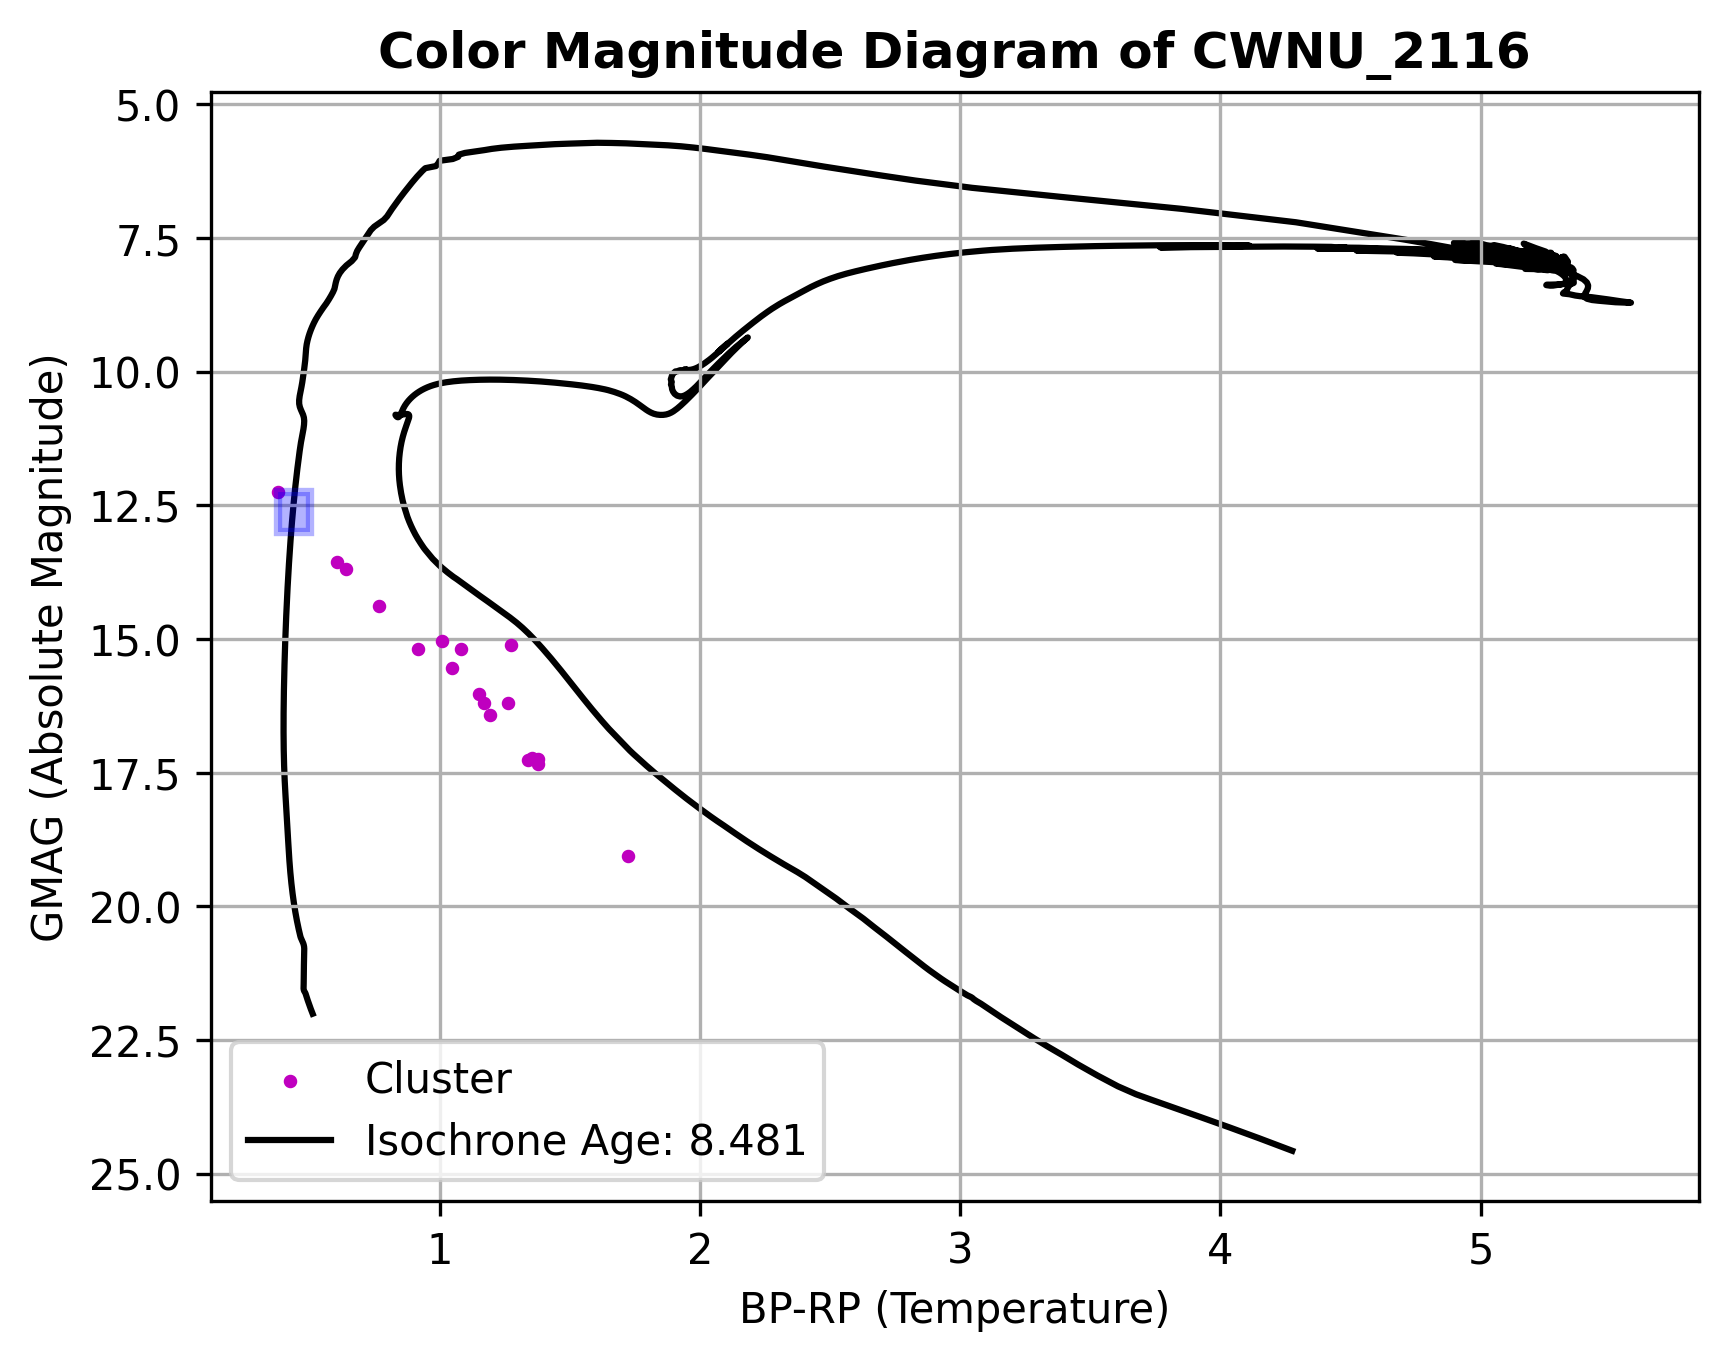 Color Magnitude Diagram of CWNU_2116
GMAG (Absolute Magnitude)
5.0
7.5
10.0
12.5
15.0
17.5
20.0
22.5
25.0
Cluster
Isochrone Age: 8.481
1 2 3 4 5
BP-RP (Temperature)